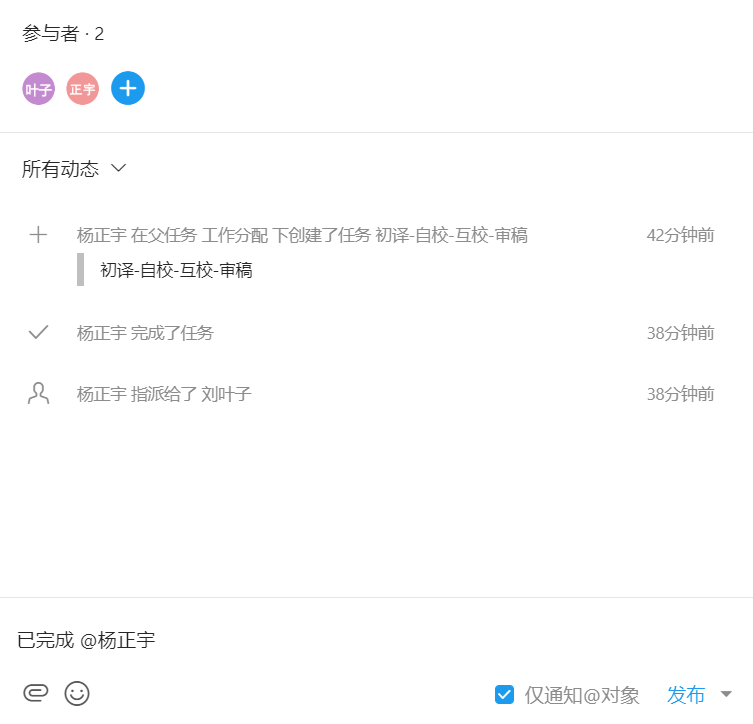 参与者 · 2
叶子 正宇
所有动态
杨正宇 在父任务 工作分配 下创建了任务 初译-自校-互校-审稿 42分钟前
初译-自校-互校-审稿
杨正宇 完成了任务 38分钟前
杨正宇 指派给了 刘叶子 38分钟前
已完成 @杨正宇
仅通知@对象 发布